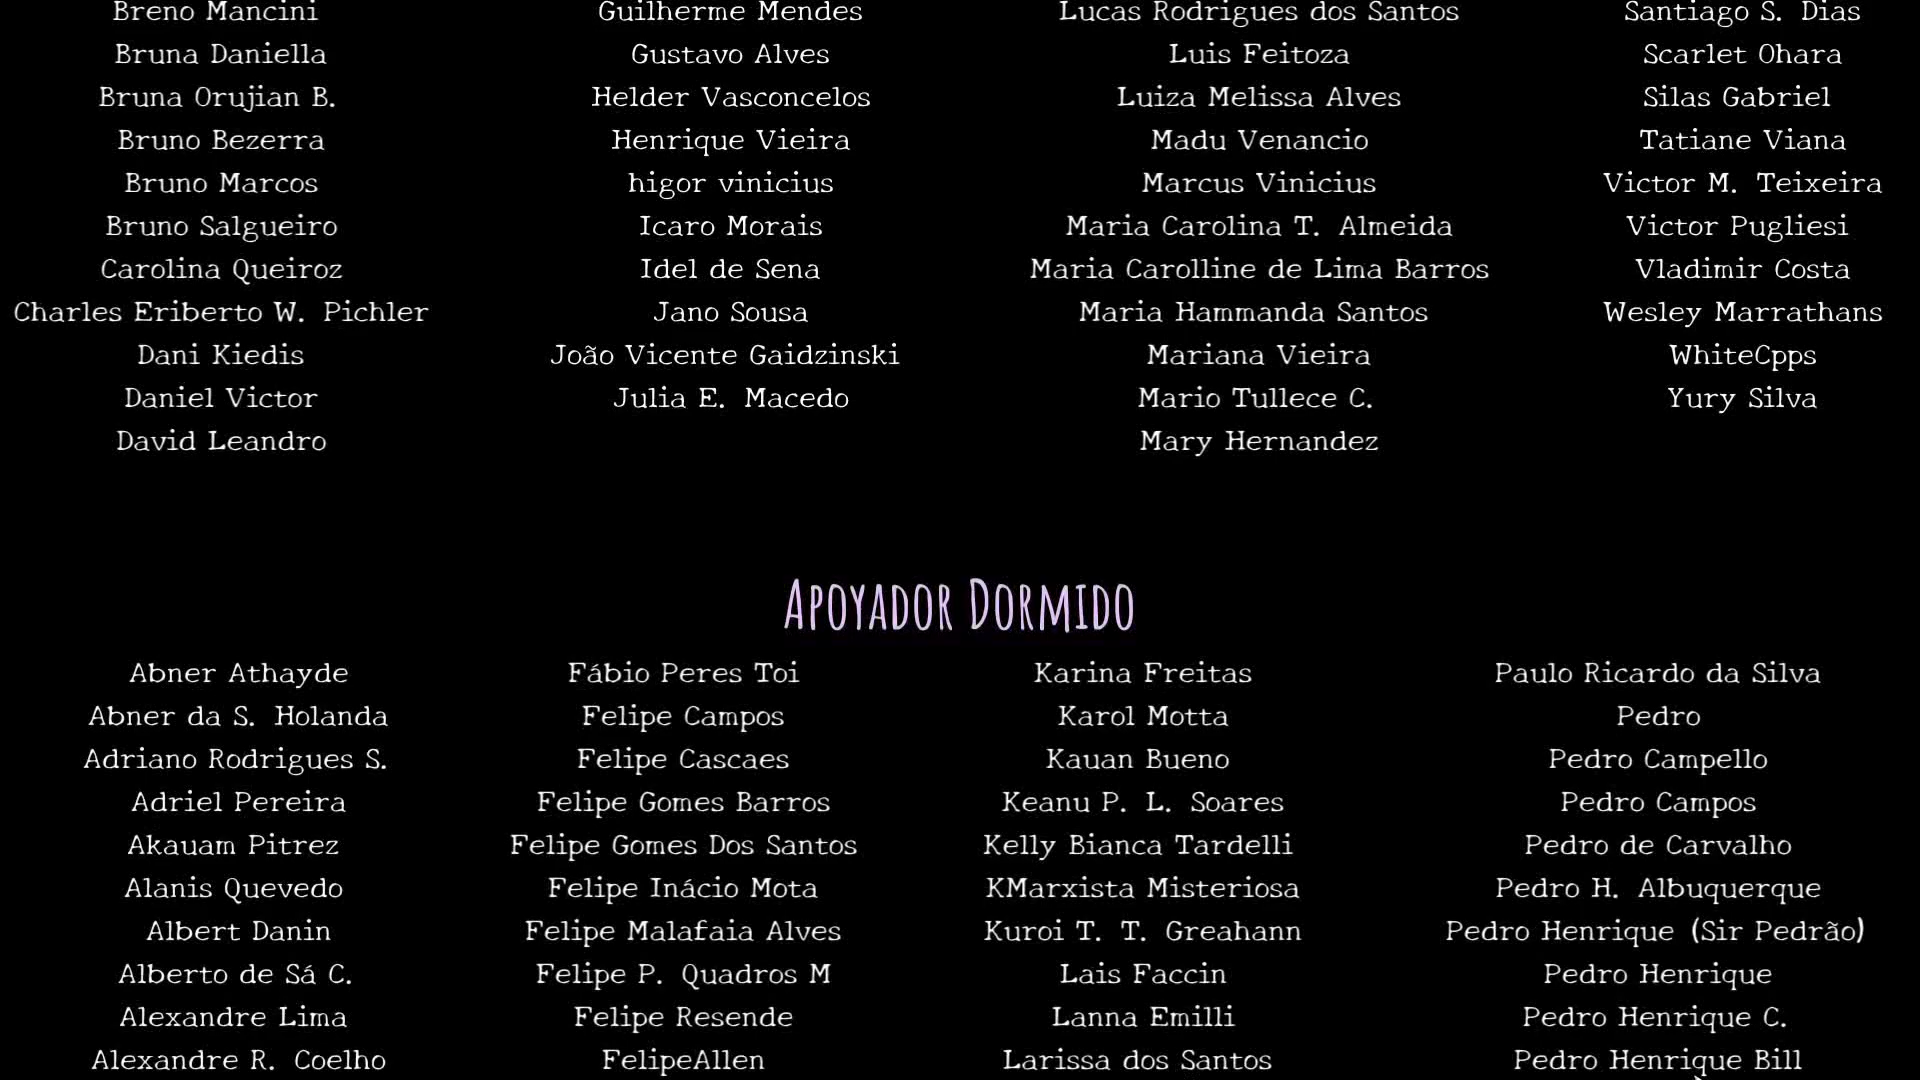 Breno Mancini
Bruna Daniella
Bruna Orujian B.
Bruno Bezerra
Bruno Marcos
Bruno Salgueiro
Carolina Queiroz
Charles Eriberto W. Pichler
Dani Kiedis
Daniel Victor
David Leandro
Guilherme Mendes
Gustavo Alves
Helder Vasconcelos
Henrique Vieira
higor vinicius
Icaro Morais
Idel de Sena
Jano Sousa
João Vicente Gaidzinski
Julia E. Macedo
Lucas Rodrigues dos Santos
Luis Feitoza
Luiza Melissa Alves
Madu Venancio
Marcus Vinicius
Maria Carolina T. Almeida
Maria Carolline de Lima Barros
Maria Hammanda Santos
Mariana Vieira
Mario Tullece C.
Mary Hernandez
Santiago S. Dias
Scarlet Ohara
Silas Gabriel
Tatiane Viana
Victor M. Teixeira
Victor Pugliesi
Vladimir Costa
Wesley Marrathans
WhiteCpps
Yury Silva
Apoyador Dormido
Abner Athayde
Abner da S. Holanda
Adriano Rodrigues S.
Adriel Pereira
Akauam Pitrez
Alanis Quevedo
Albert Danin
Alberto de Sá C.
Alexandre Lima
Alexandre R. Coelho
Fábio Peres Toi
Felipe Campos
Felipe Cascaes
Felipe Gomes Barros
Felipe Gomes Dos Santos
Felipe Inácio Mota
Felipe Malafaia Alves
Felipe P. Quadros M
Felipe Resende
FelipeAllen
Karina Freitas
Karol Motta
Kauan Bueno
Keanu P. L. Soares
Kelly Bianca Tardelli
KMarxista Misteriosa
Kuroi T. T. Greahann
Lais Faccin
Lanna Emilli
Larissa dos Santos
Paulo Ricardo da Silva
Pedro
Pedro Campello
Pedro Campos
Pedro de Carvalho
Pedro H. Albuquerque
Pedro Henrique (Sir Pedrão)
Pedro Henrique
Pedro Henrique C.
Pedro Henrique Bill